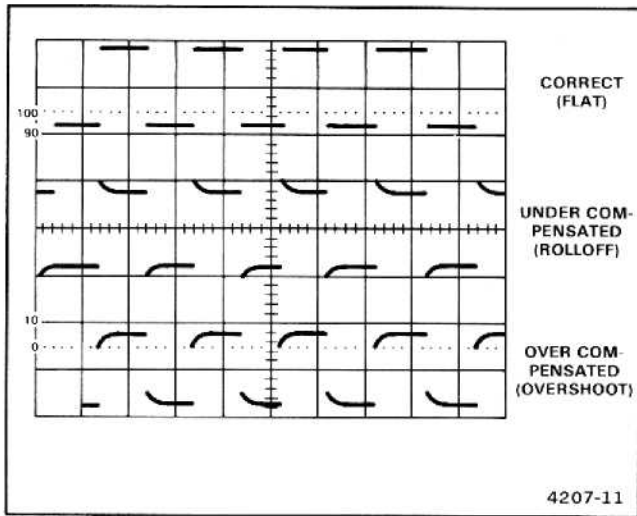 CORRECT
(FLAT)
100
90
UNDER COM-
PENSATED
(ROLLOFF)
10
0
OVER COM-
PENSATED
(OVERSHOOT)
4207-11